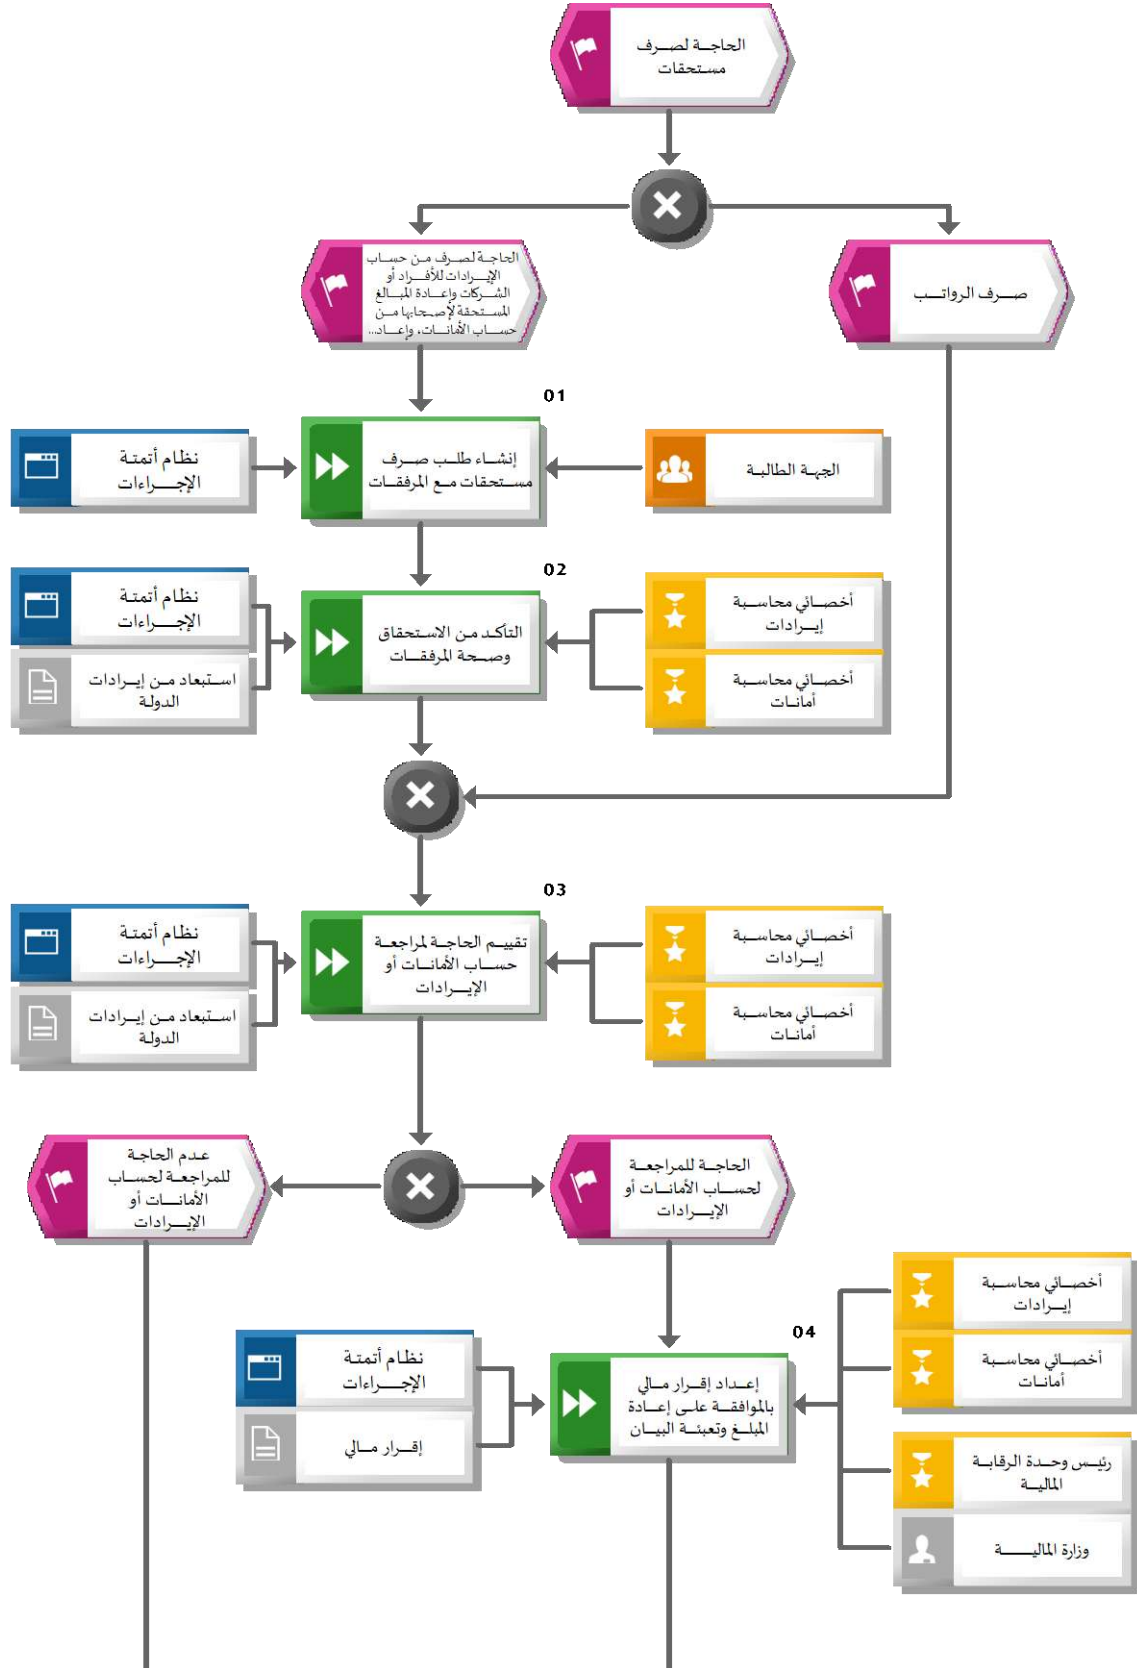 الحاجة لصرف
مستحقات
الحاجة لصرف من حساب
الإيرادات للأفراد أو
الشركات وإعادة المبالغ
المستحقة لإصحابها من
حساب الأمانات، وإعاد...
صرف الرواتب
01
نظام أتمتة
الإجراءات
إنشاء طلب صرف
مستحقات مع المرفقات
الجهة الطالبة
02
نظام أتمتة
الإجراءات
استبعاد من إيرادات
الدولة
التأكد من الاستحقاق
وصحة المرفقات
أخصائي محاسبة
إيرادات
أخصائي محاسبة
أمانات
03
نظام أتمتة
الإجراءات
استبعاد من إيرادات
الدولة
تقييم الحاجة لمراجعة
حساب الأمانات أو
الإيرادات
أخصائي محاسبة
إيرادات
أخصائي محاسبة
أمانات
عدم الحاجة
للمراجعة لحساب
الأمانات أو
الإيرادات
الحاجة للمراجعة
لحساب الأمانات أو
الإيرادات
04
نظام أتمتة
الإجراءات
إقرار مالي
إعداد إقرار مالي
بالموافقة على إعادة
المبلغ وتعبئة البيان
أخصائي محاسبة
إيرادات
أخصائي محاسبة
أمانات
رئيس وحدة الرقابة
المالية
وزارة المالية